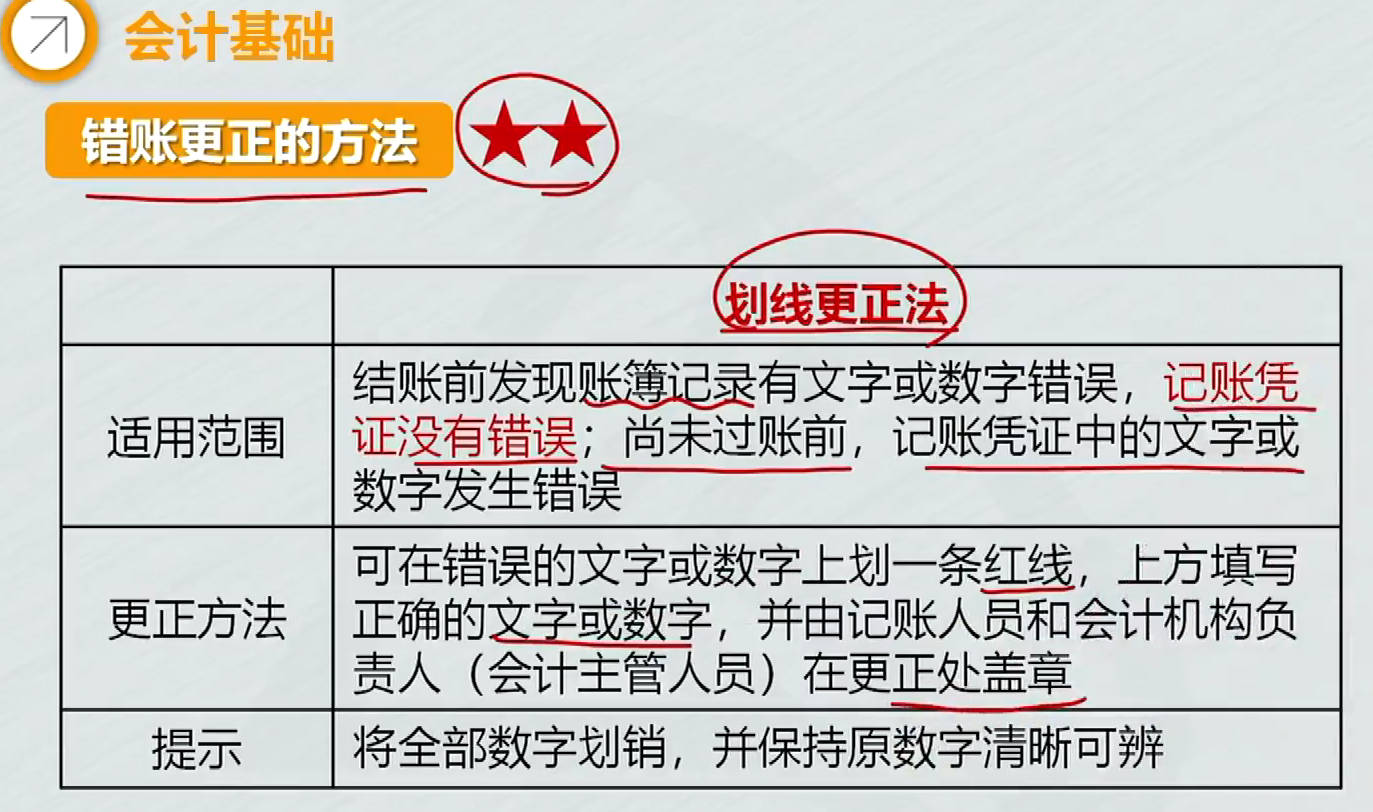 会计基础
错账更正的方法
划线更正法
适用范围
结账前发现账簿记录有文字或数字错误，记账凭
证没有错误；尚未过账前，记账凭证中的文字或
数字发生错误
更正方法
可在错误的文字或数字上划一条红线，上方填写
正确的文字或数字，并由记账人员和会计机构负
责人（会计主管人员）在更正处盖章
提示
将全部数字划销，并保持原数字清晰可辨